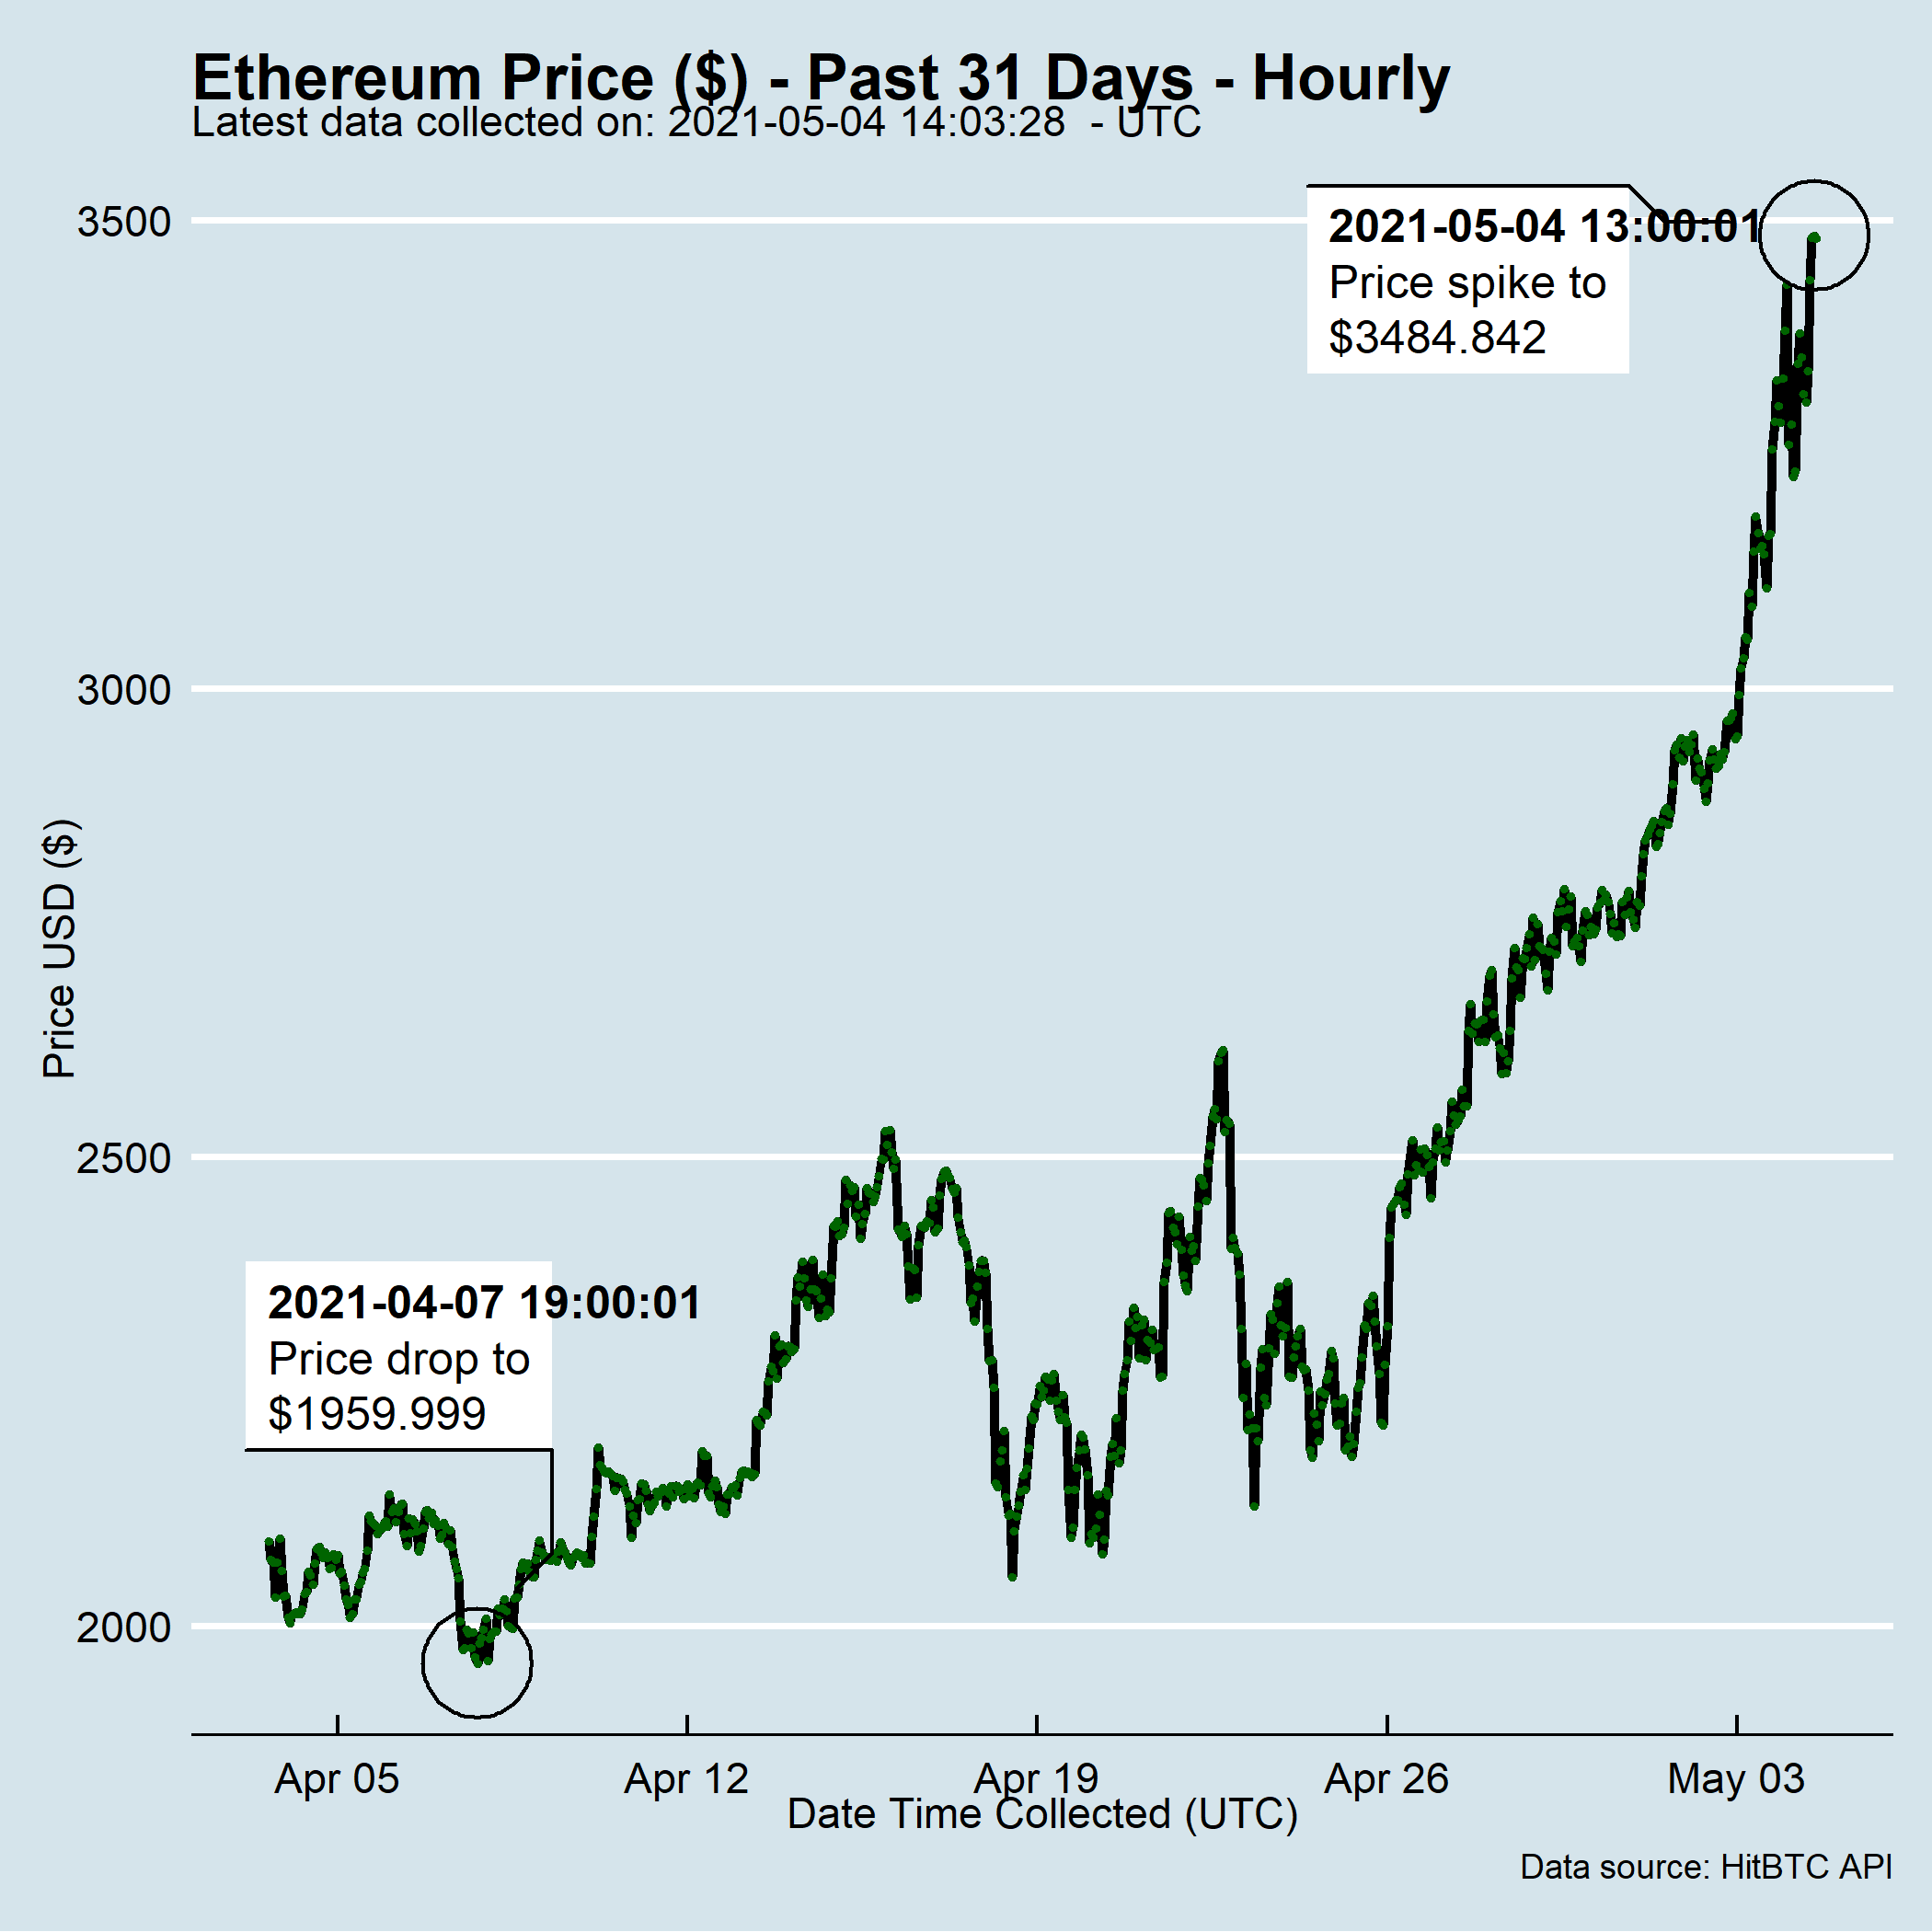 Ethereum Price ($) - Past 31 Days - Hourly
Latest data collected on: 2021-05-04 14:03:28  - UTC
3500
2021-05-04 13:00:01
Price spike to
$3484.842
3000
Price USD ($)
2500
2021-04-07 19:00:01
Price drop to
$1959.999
2000
Apr 05 Apr 12 Apr 19 Apr 26 May 03
Date Time Collected (UTC)
Data source: HitBTC API